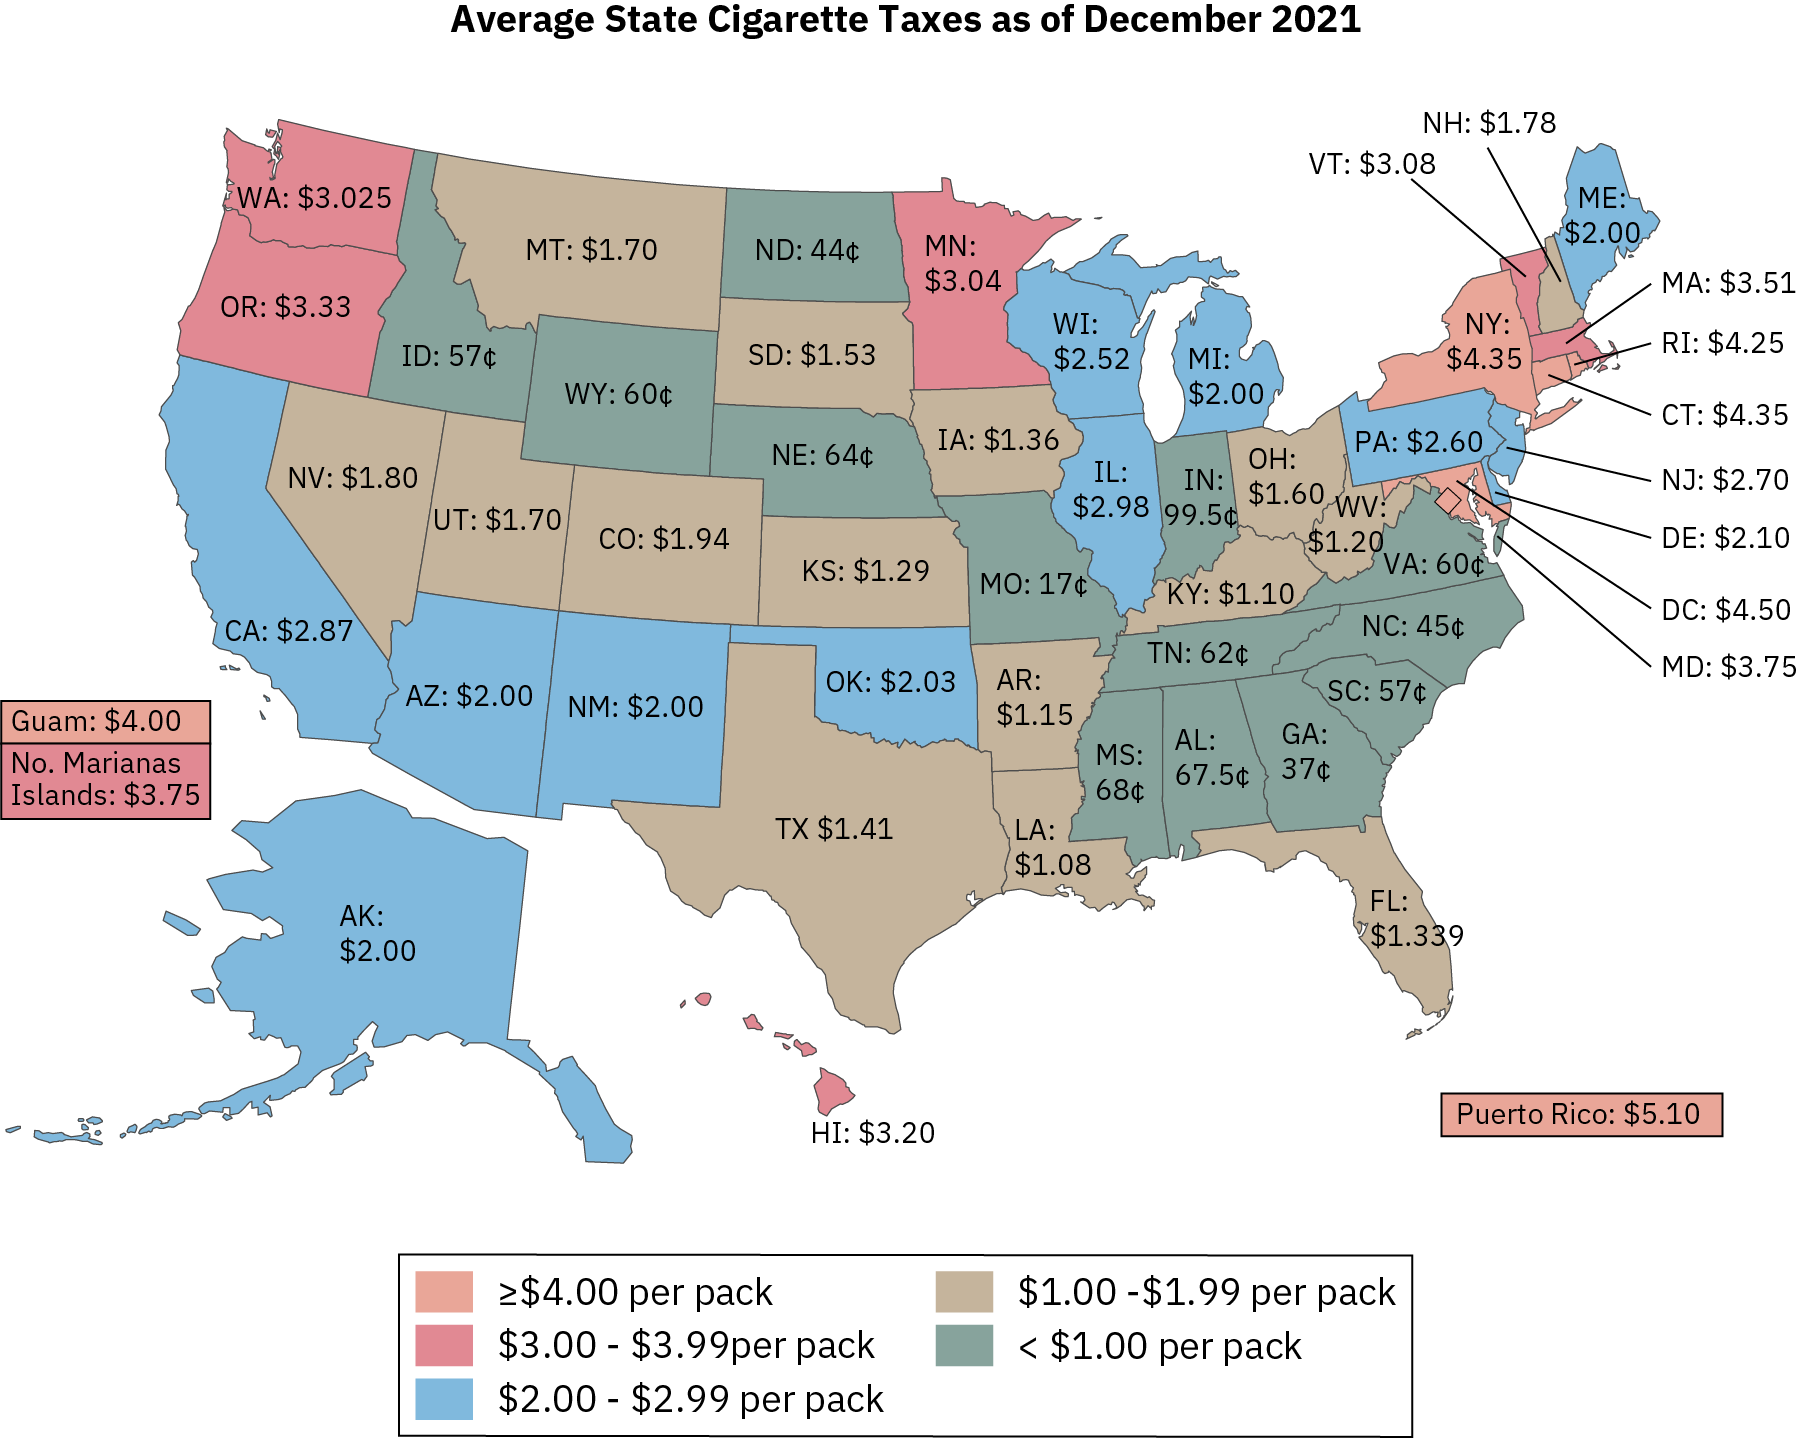 Average State Cigarette Taxes as of December 2021
NH: $1.78
VT: $3.08
ME:
$2.00
WA: $3.025
MT: $1.70
ND: 44¢
MN:
$3.04
OR: $3.33
ID: 57¢
WY: 60¢
SD: $1.53
WI:
$2.52
MI:
$2.00
NY:
$4.35
MA: $3.51
RI: $4.25
CT: $4.35
NJ: $2.70
DE: $2.10
DC: $4.50
MD: $3.75
NV: $1.80
UT: $1.70
CO: $1.94
NE: 64¢
KS: $1.29
IA: $1.36
IL:
$2.98
IN:
99.5¢
OH:
$1.60
PA: $2.60
WV:
$1.20
VA: 60¢
MO: 17¢
KY: $1.10
CA: $2.87
AZ: $2.00
NM: $2.00
OK: $2.03
AR:
$1.15
TN: 62¢
NC: 45¢
SC: 57¢
MS:
68¢
AL:
67.5¢
GA:
37¢
TX $1.41
LA:
$1.08
FL:
$1.339
Guam: $4.00
No. Marianas
Islands: $3.75
AK:
$2.00
HI: $3.20
Puerto Rico: $5.10
≥$4.00 per pack
$3.00 - $3.99per pack
$2.00 - $2.99 per pack
$1.00 -$1.99 per pack
< $1.00 per pack